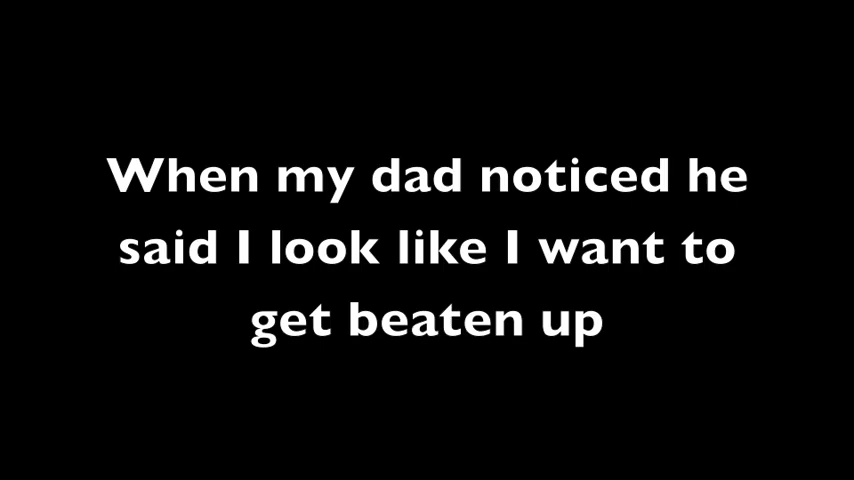 When my dad noticed he
said I look like I want to
get beaten up